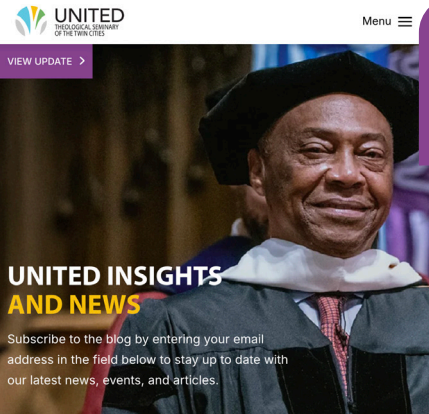 UNITED
THEOLOGICAL SEMINARY
OF THE TWIN CITIES
Menu
VIEW UPDATE
UNITED INSIGHTS
AND NEWS
Subscribe to the blog by entering your email
address in the field below to stay up to date with
our latest news, events, and articles.